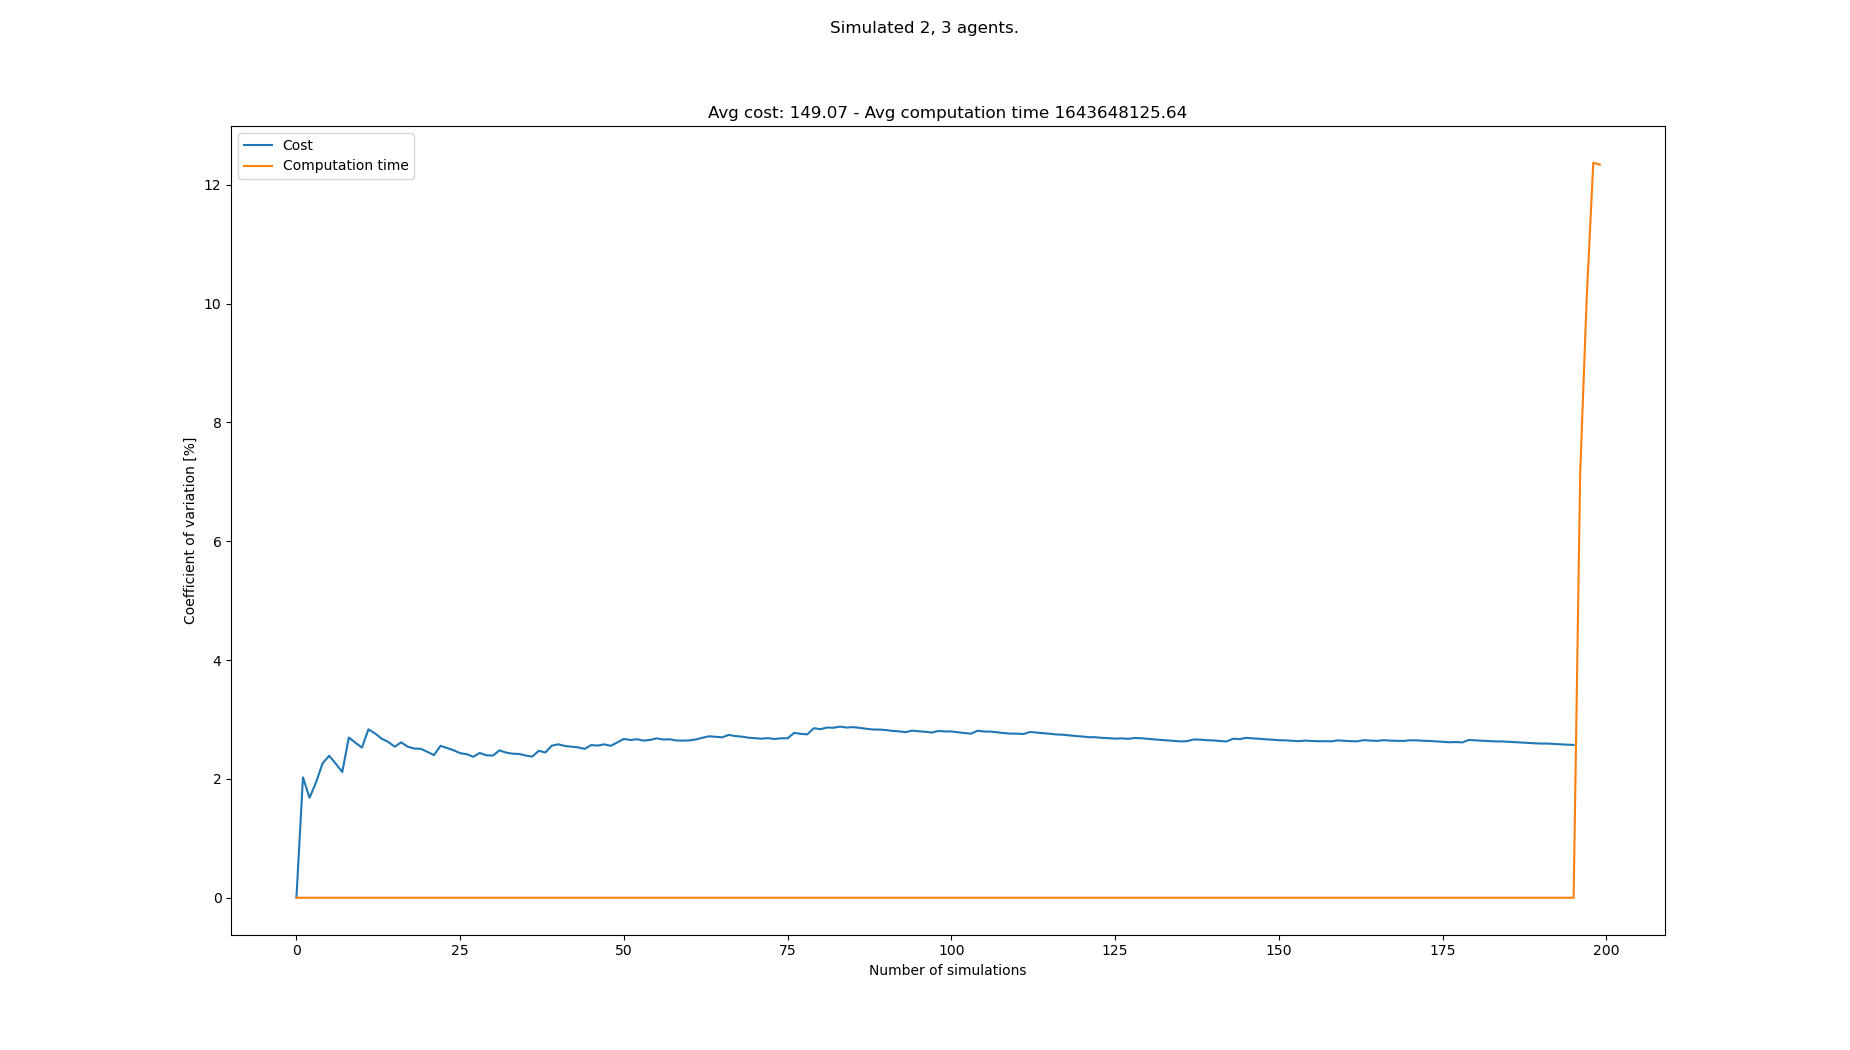 Simulated 2, 3 agents.
Avg cost: 149.07 - Avg computation time 1643648125.64
Cost
Computation time
12
10
8
6
4
2
0
Coefficient of variation [%]
0 25 50 75 100 125 150 175 200
Number of simulations